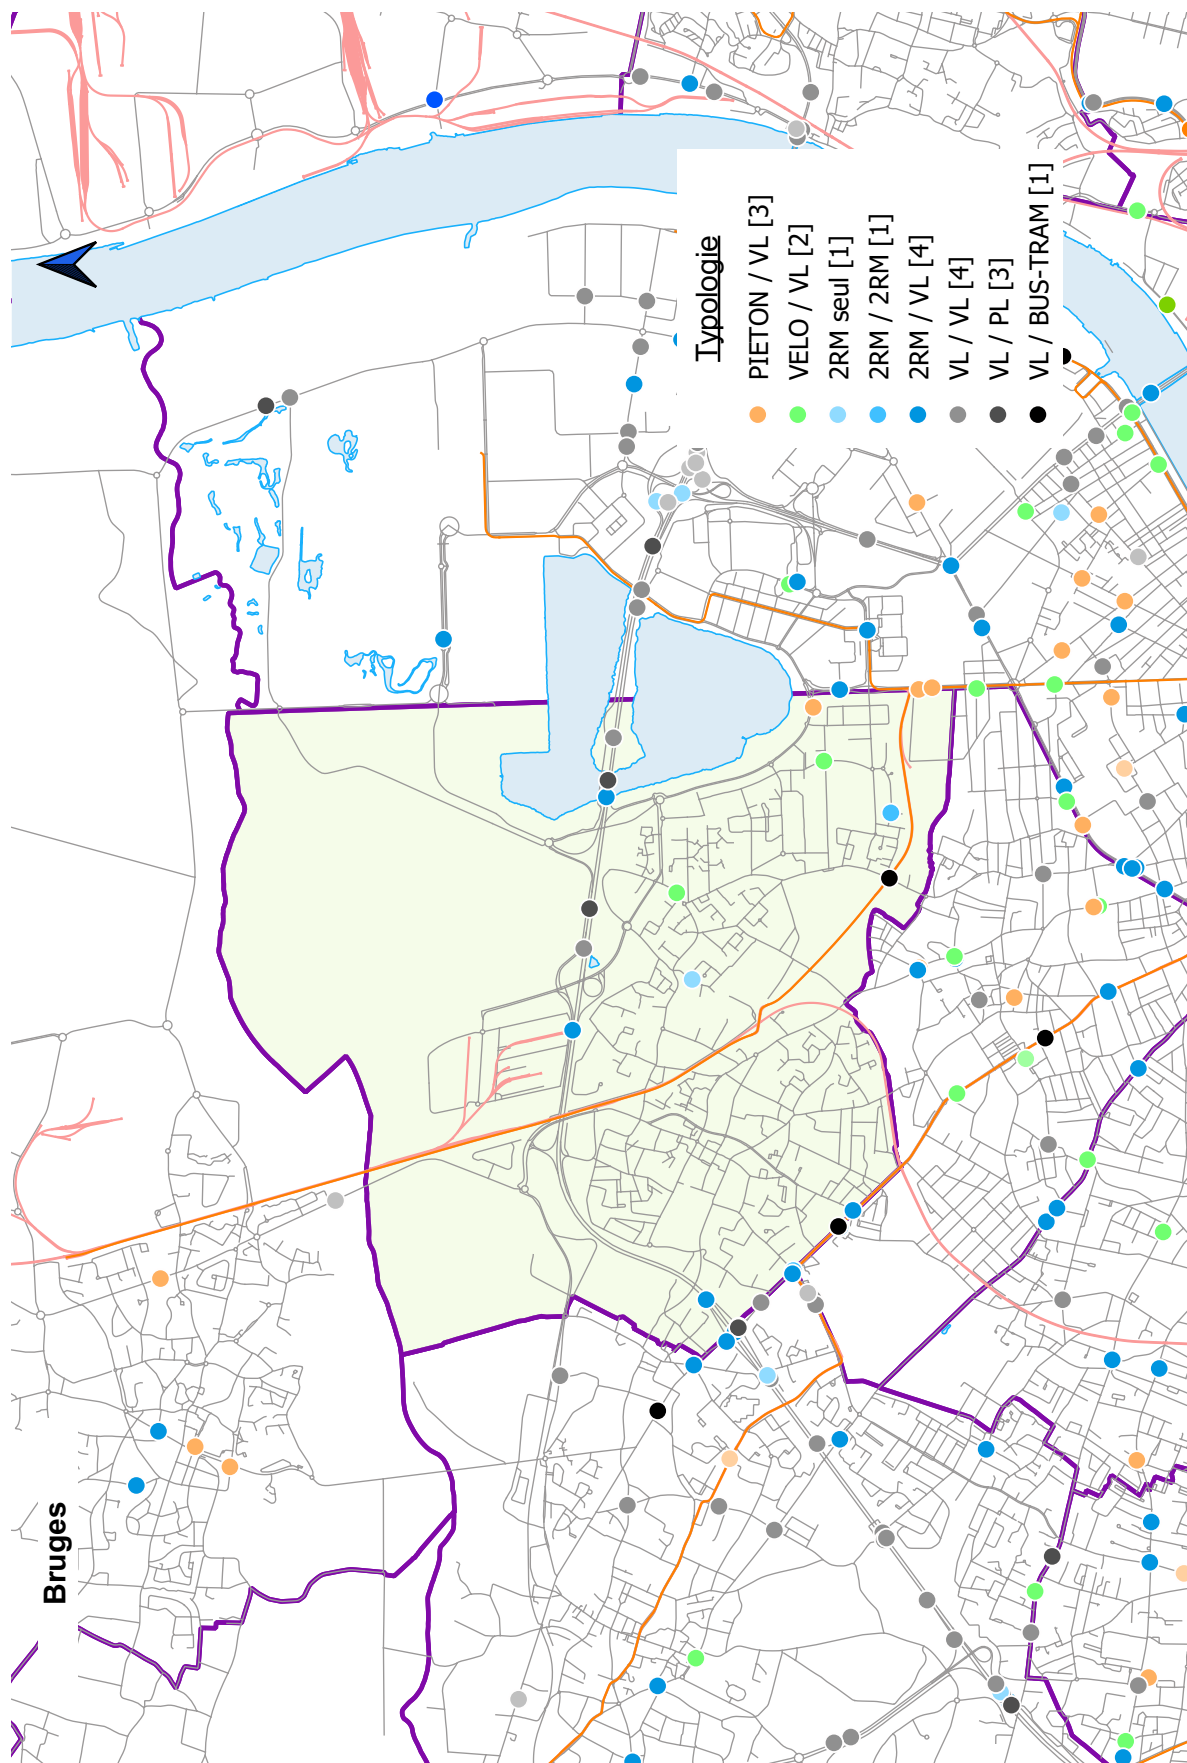 Bruges
Typologie
PIETON / VL [3]
VELO / VL [2]
2RM seul [1]
2RM / 2RM [1]
2RM / VL [4]
VL / VL [4]
VL / PL [3]
VL / BUS-TRAM [1]